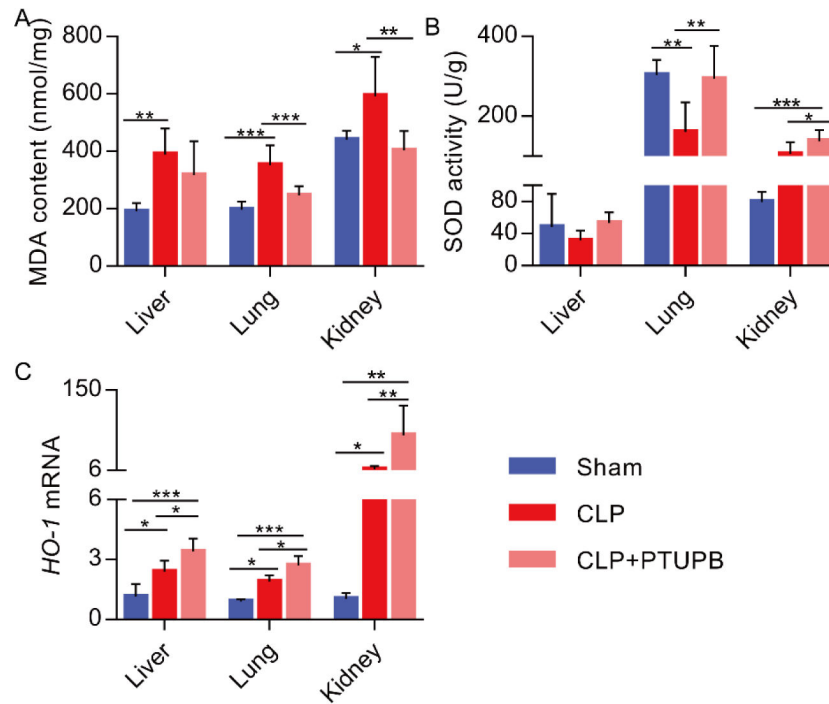 A
MDA content (nmol/mg)
800
600
400
200
0
**
***
***
*
**
Liver
Lung
Kidney
B
SOD activity (U/g)
400
200
80
40
0
**
**
***
*
Liver
Lung
Kidney
C
HO-1 mRNA
150
6
6
3
0
***
*
*
***
*
*
**
**
*
Liver
Lung
Kidney
Sham
CLP
CLP+PTUPB